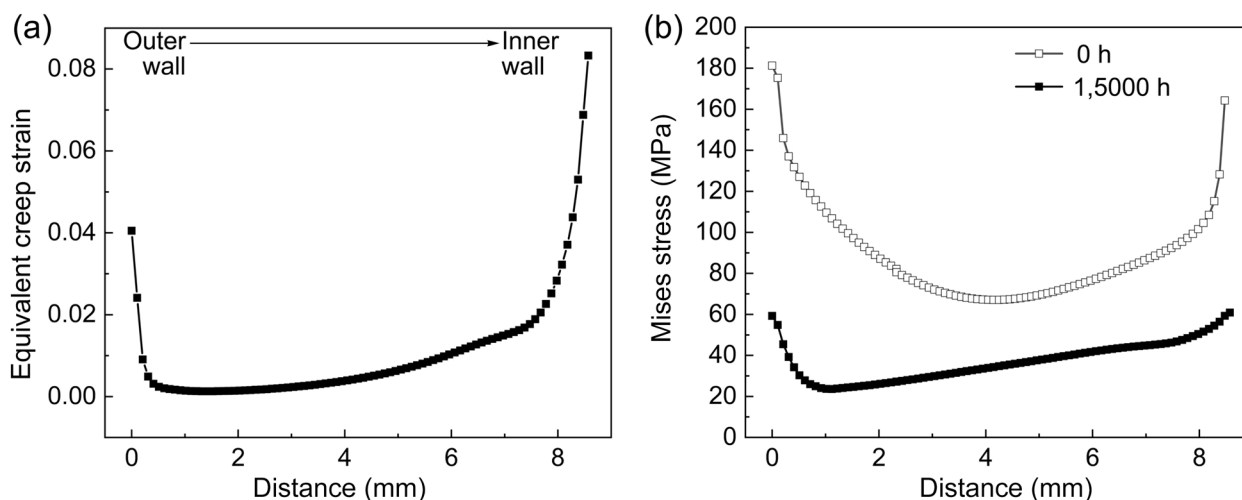 (a)
Outer wall
Inner wall
Equivalent creep strain
0.08
0.06
0.04
0.02
0.00
0 2 4 6 8
Distance (mm)
(b)
0 h
1,5000 h
Mises stress (MPa)
200
180
160
140
120
100
80
60
40
20
0
0 2 4 6 8
Distance (mm)